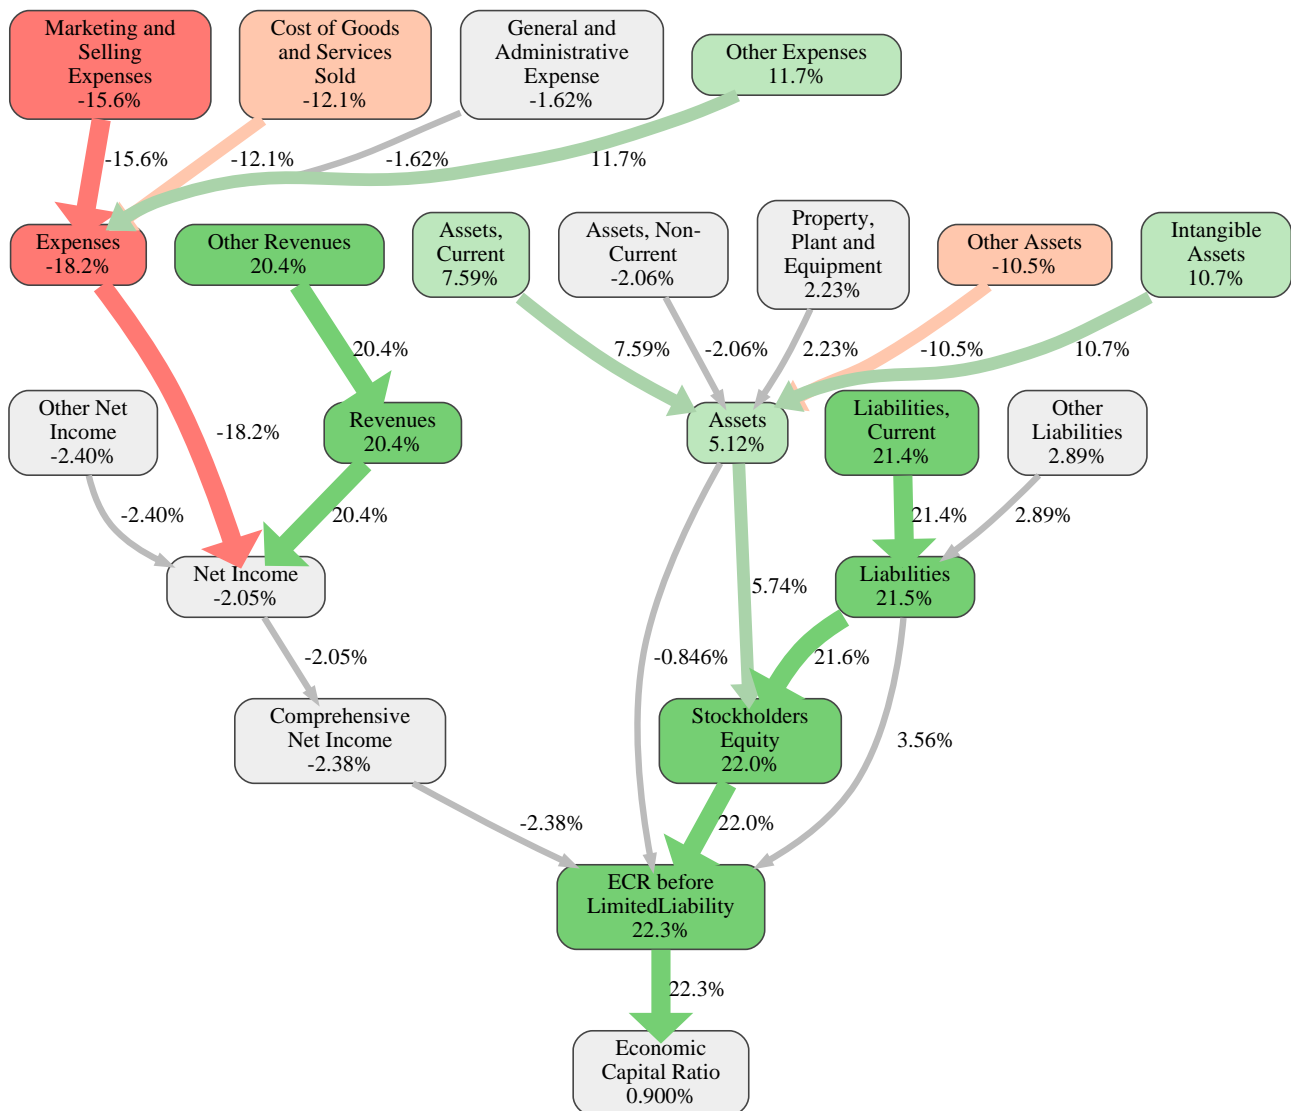 Marketing and
Selling
Expenses
-15.6%
Cost of Goods
and Services
Sold
-12.1%
General and
Administrative
Expense
-1.62%
Other Expenses
11.7%
-15.6%
-12.1%
-1.62%
11.7%
Expenses
-18.2%
Other Revenues
20.4%
Assets,
Current
7.59%
Assets, Non-
Current
-2.06%
Property,
Plant and
Equipment
2.23%
Other Assets
-10.5%
Intangible
Assets
10.7%
20.4%
7.59%
-2.06%
2.23%
-10.5%
10.7%
Other Net
Income
-2.40%
-18.2%
Revenues
20.4%
Assets
5.12%
Liabilities,
Current
21.4%
Other
Liabilities
2.89%
-2.40%
20.4%
21.4%
2.89%
Net Income
-2.05%
5.74%
Liabilities
21.5%
-2.05%
-0.846%
21.6%
Comprehensive
Net Income
-2.38%
Stockholders
Equity
22.0%
3.56%
-2.38%
22.0%
ECR before
LimitedLiability
22.3%
22.3%
Economic
Capital Ratio
0.900%